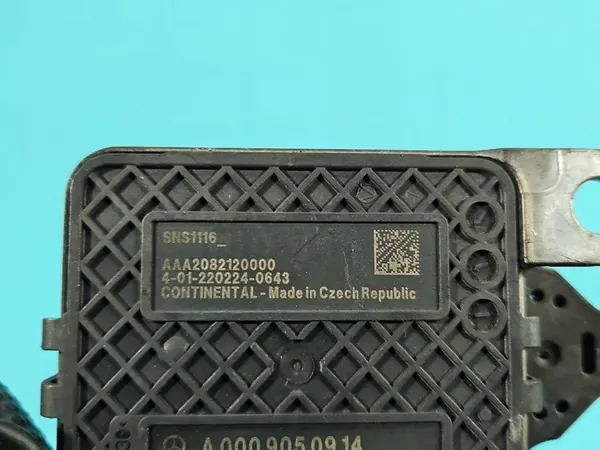 SNS1116_
AAA2082120000
4-01-220224-0643
CONTINENTAL - Made in Czech Republic
A 000 905 09 14